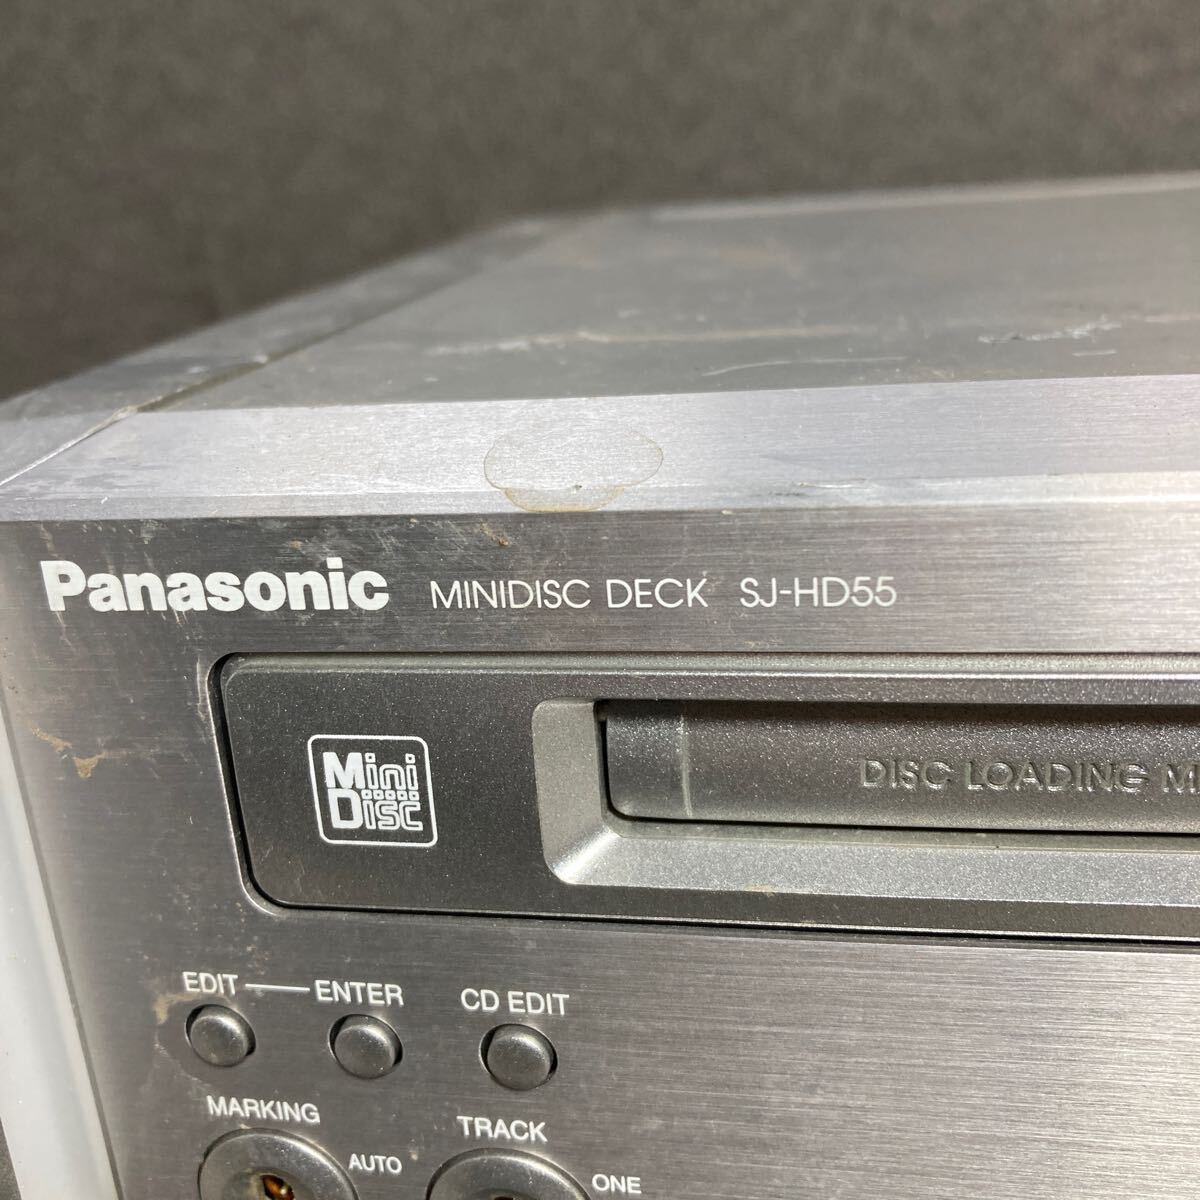 Panasonic MINIDISC DECK SJ-HD55
Mini
Disc
DISC LOADING
EDIT ENTER CD EDIT
MARKING TRACK
AUTO ONE